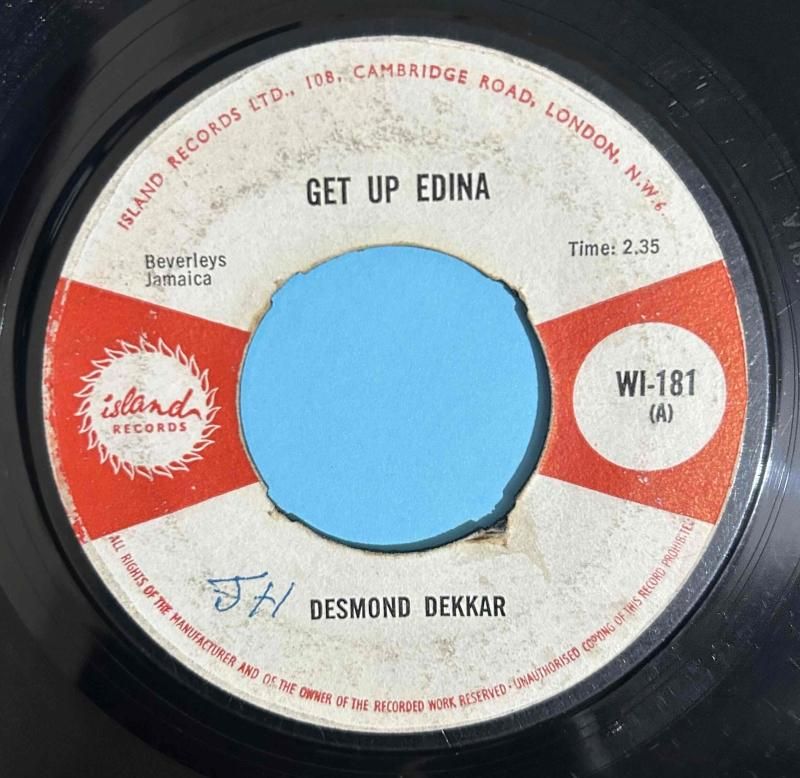 ISLAND RECORDS LTD., 108, CAMBRIDGE ROAD, LONDON, N.W.6.
GET UP EDINA
Beverleys
Jamaica
Time: 2.35
island
RECORDS
WI-181
(A)
JH
DESMOND DEKKAR
ALL RIGHTS OF THE MANUFACTURER AND OF THE OWNER OF THE RECORDED WORK RESERVED - UNAUTHORISED COPYING OF THIS RECORD PROHIBITED